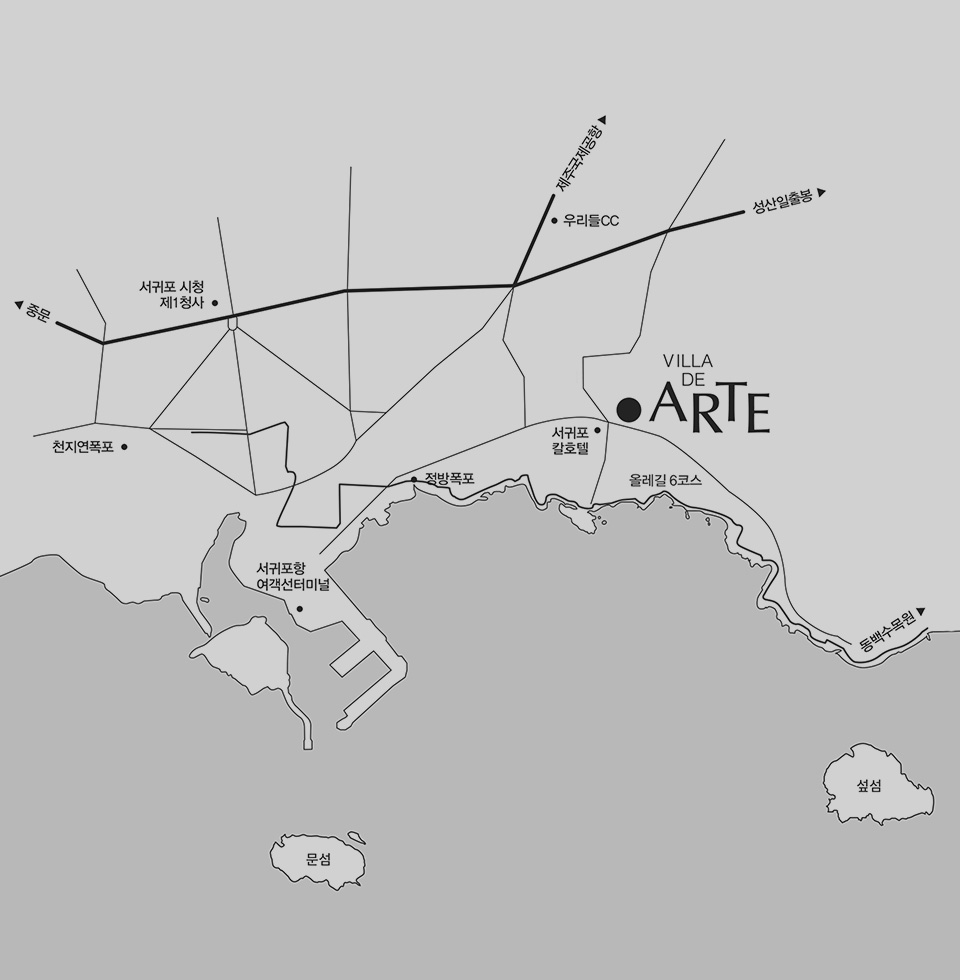 제주국제공항
성산일출봉
우리들CC
서귀포 시청
제1청사
중문
VILLA
DE
ARTE
천지연폭포
서귀포
칼호텔
정방폭포
올레길 6코스
서귀포항
여객선터미널
동백수목원
섶섬
문섬